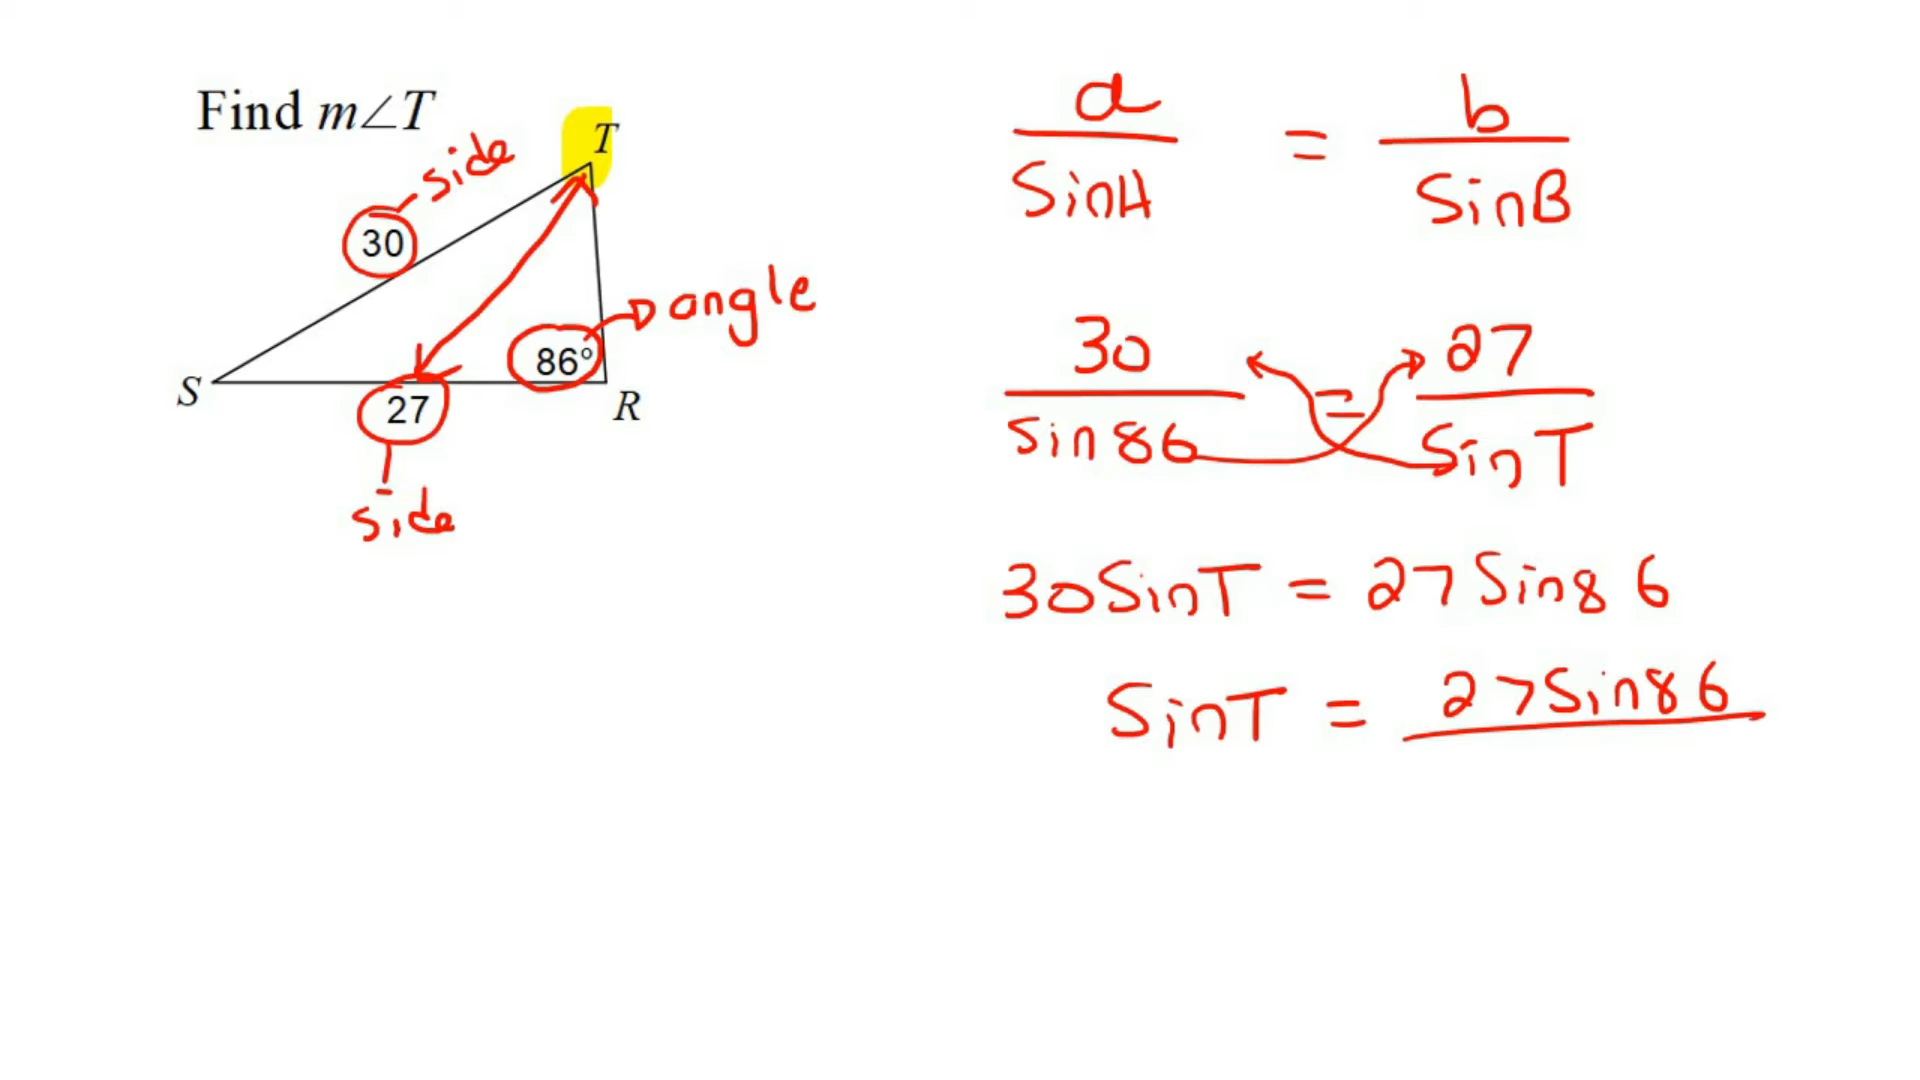 Find m∠T
T
side
30
angle
86°
S
27
R
side
a = b
SinA SinB
30 = 27
Sin86 SinT
30SinT = 27Sin86
SinT = 27Sin86